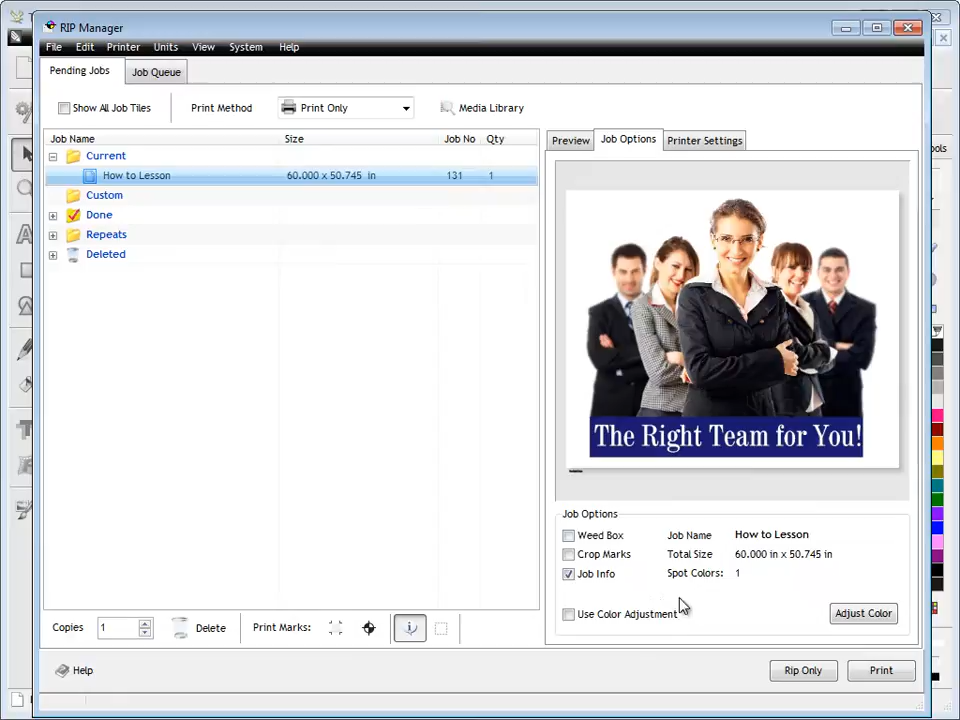 RIP Manager
File Edit Printer Units View System Help
Pending Jobs Job Queue
Show All Job Tiles Print Method Print Only Media Library
Job Name Size Job No Qty
Current
How to Lesson 60.000 x 50.745 in 131 1
Custom
Done
Repeats
Deleted
Preview Job Options Printer Settings
The Right Team for You!
Job Options
Weed Box Job Name How to Lesson
Crop Marks Total Size 60.000 in x 50.745 in
Job Info Spot Colors: 1
Use Color Adjustment Adjust Color
Copies 1 Delete Print Marks:
Help Rip Only Print